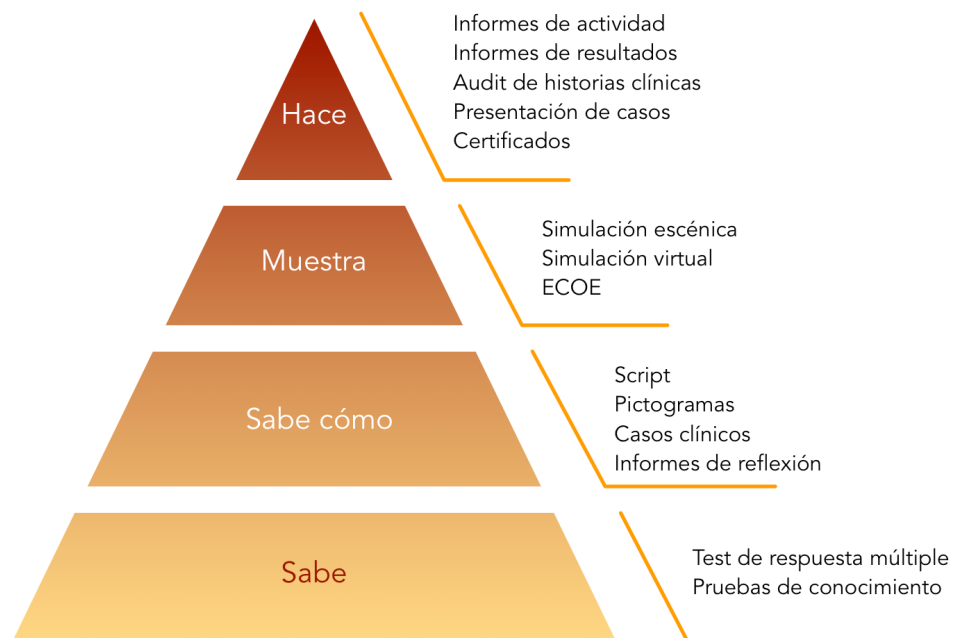 Hace
Informes de actividad
Informes de resultados
Audit de historias clínicas
Presentación de casos
Certificados
Muestra
Simulación escénica
Simulación virtual
ECOE
Sabe cómo
Script
Pictogramas
Casos clínicos
Informes de reflexión
Sabe
Test de respuesta múltiple
Pruebas de conocimiento